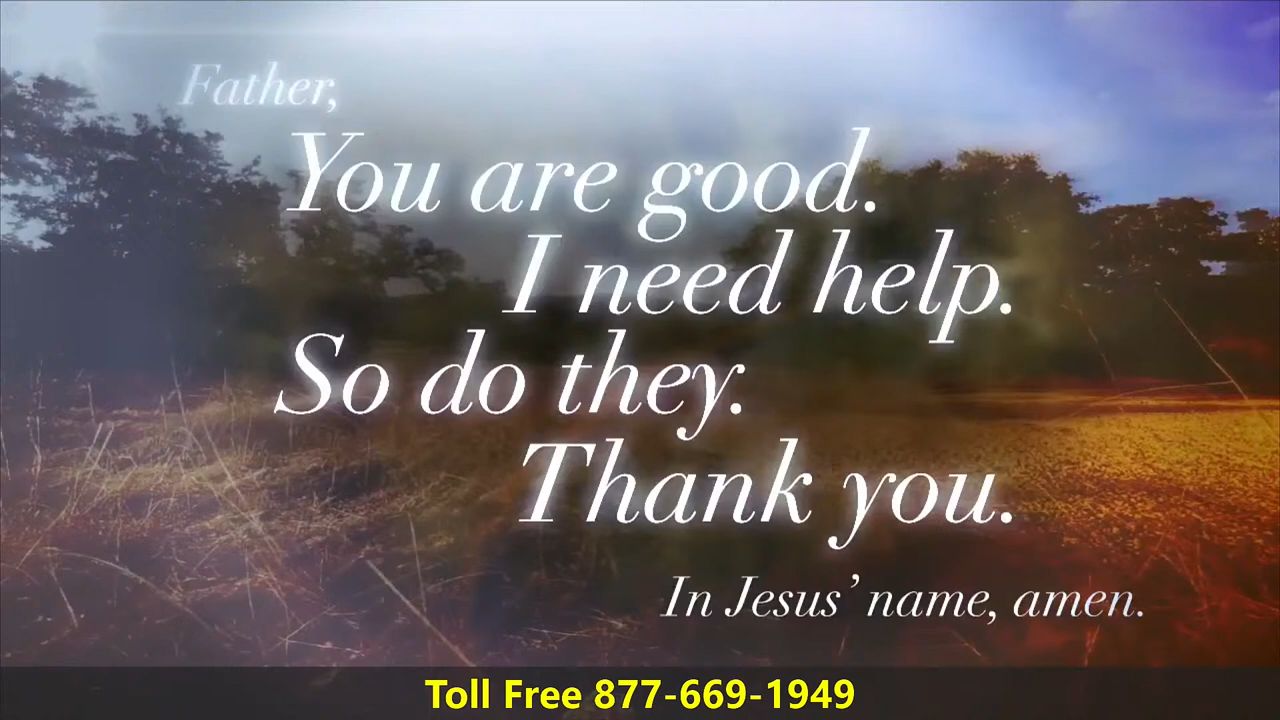 Father,
You are good.
I need help.
So do they.
Thank you.
In Jesus’ name, amen.
Toll Free 877-669-1949